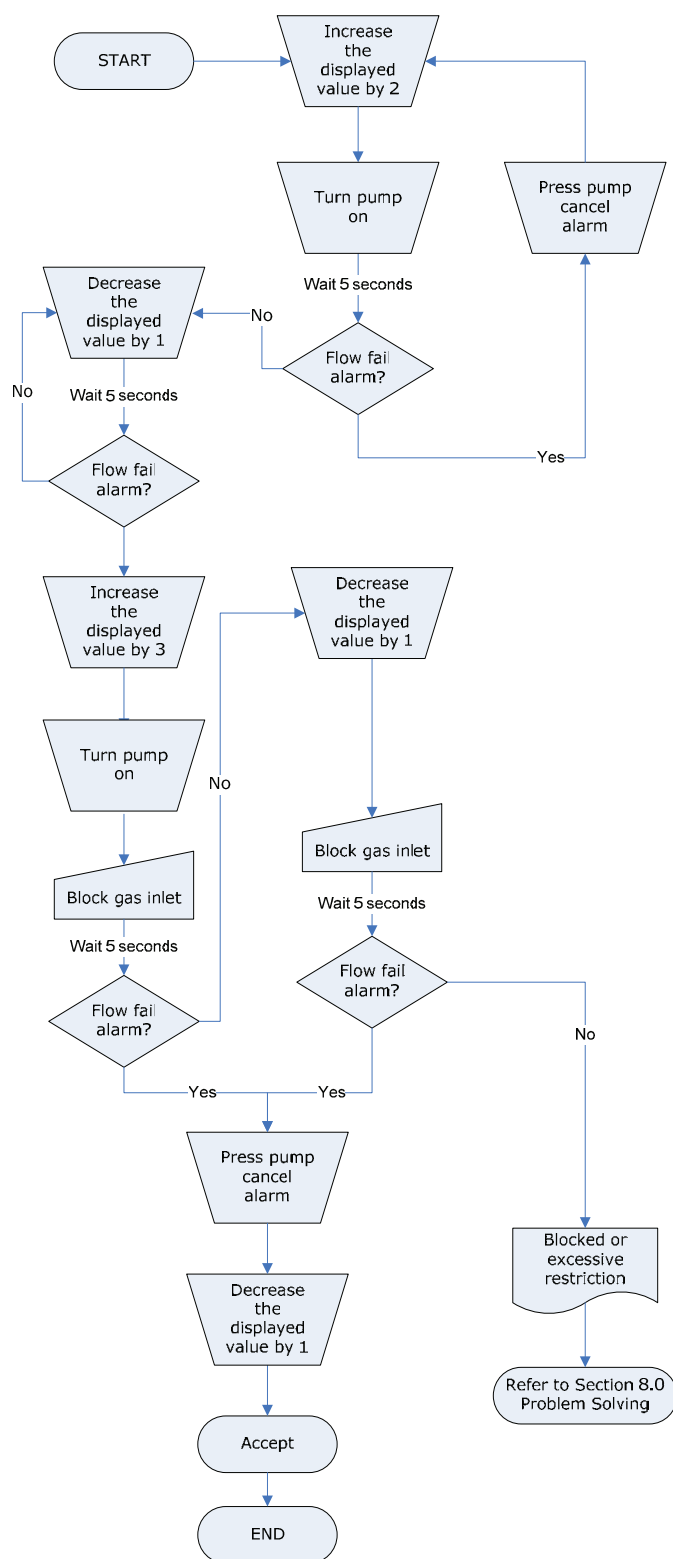 START
Increase
the
displayed
value by 2
Turn pump
on
Press pump
cancel
alarm
Wait 5 seconds
Flow fail
alarm?
No
Yes
Decrease
the
displayed
value by 1
No
Wait 5 seconds
Flow fail
alarm?
Increase
the
displayed
value by 3
Turn pump
on
Block gas inlet
Wait 5 seconds
Flow fail
alarm?
No
Yes
Decrease
the
displayed
value by 1
Block gas inlet
Wait 5 seconds
Flow fail
alarm?
Yes
No
Press pump
cancel
alarm
Decrease
the
displayed
value by 1
Accept
END
Blocked or
excessive
restriction
Refer to Section 8.0
Problem Solving